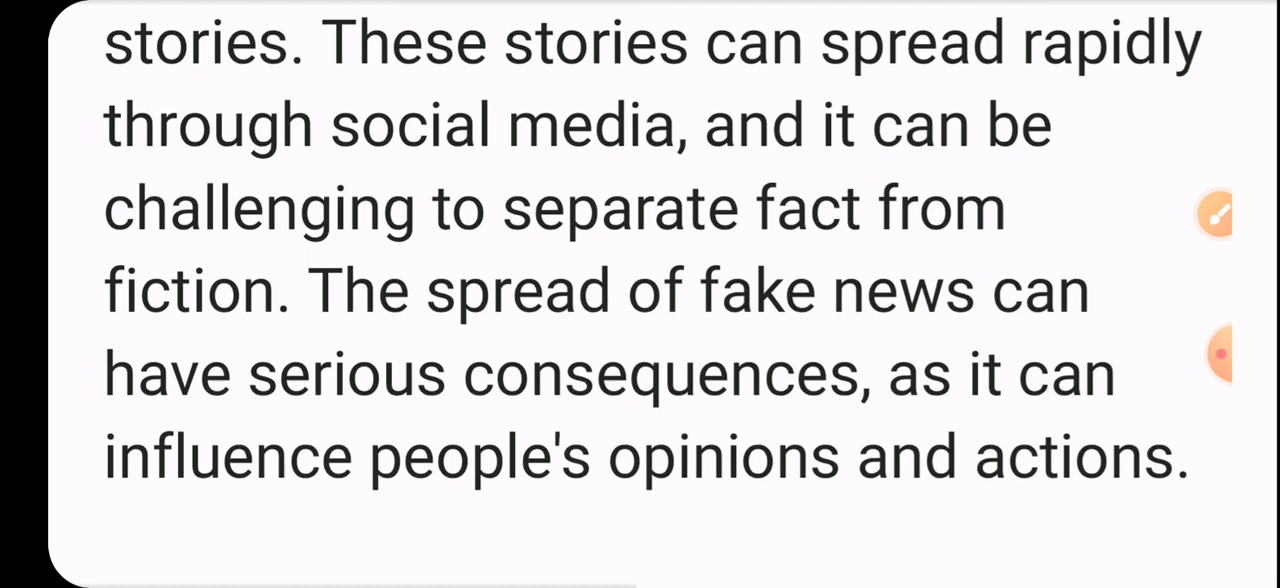 stories. These stories can spread rapidly
through social media, and it can be
challenging to separate fact from
fiction. The spread of fake news can
have serious consequences, as it can
influence people's opinions and actions.